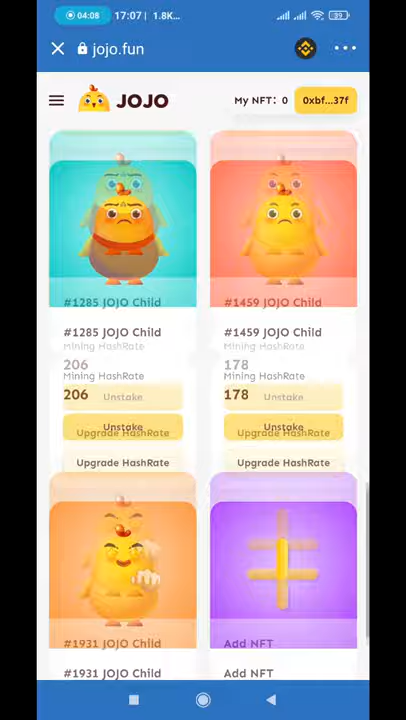 04:08 17:07 | 1.8K... 39
jojo.fun
JOJO My NFT: 0 0xbf...37f
#1285 JOJO Child #1459 JOJO Child
#1285 JOJO Child #1459 JOJO Child
Mining HashRate Mining HashRate
206 178
Mining HashRate Mining HashRate
206 Unstake 178 Unstake
Unstake Unstake
Upgrade HashRate Upgrade HashRate
Upgrade HashRate Upgrade HashRate
#1931 JOJO Child Add NFT
#1931 JOJO Child Add NFT